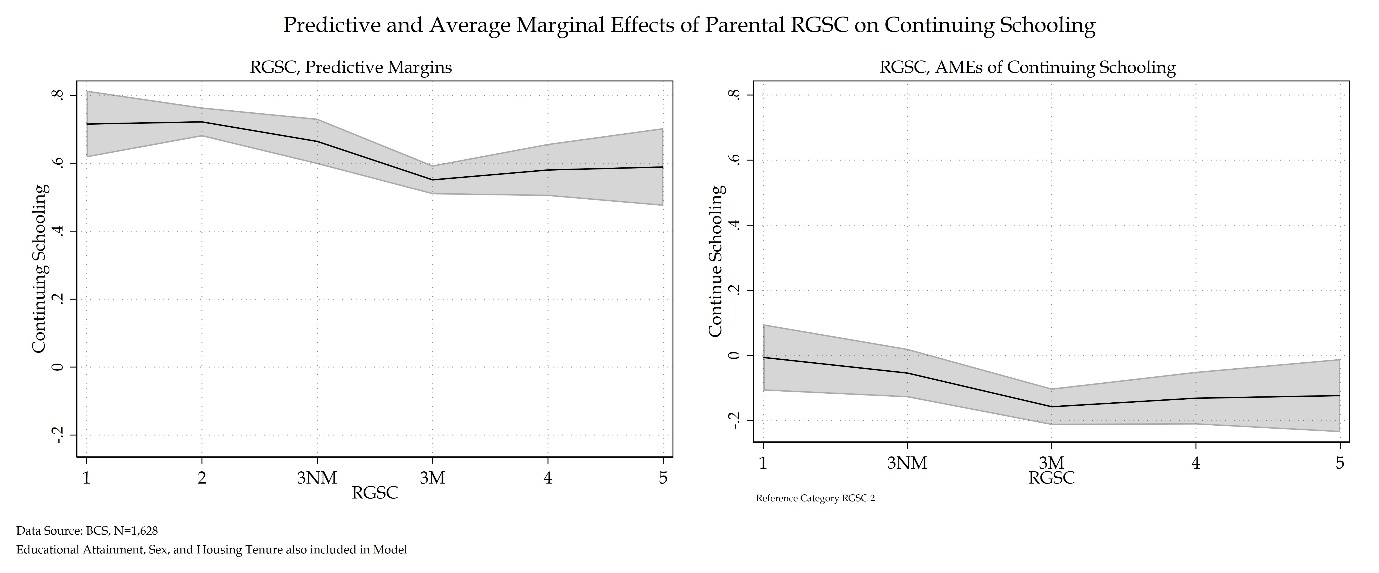 Predictive and Average Marginal Effects of Parental RGSC on Continuing Schooling
RGSC, Predictive Margins
Continuing Schooling
.8
.6
.4
.2
0
-.2
1 2 3NM 3M 4 5
RGSC
RGSC, AMEs of Continuing Schooling
Continue Schooling
.8
.6
.4
.2
0
-.2
1 3NM 3M 4 5
RGSC
Reference Category RGSC 2
Data Source: BCS, N=1,628
Educational Attainment, Sex, and Housing Tenure also included in Model